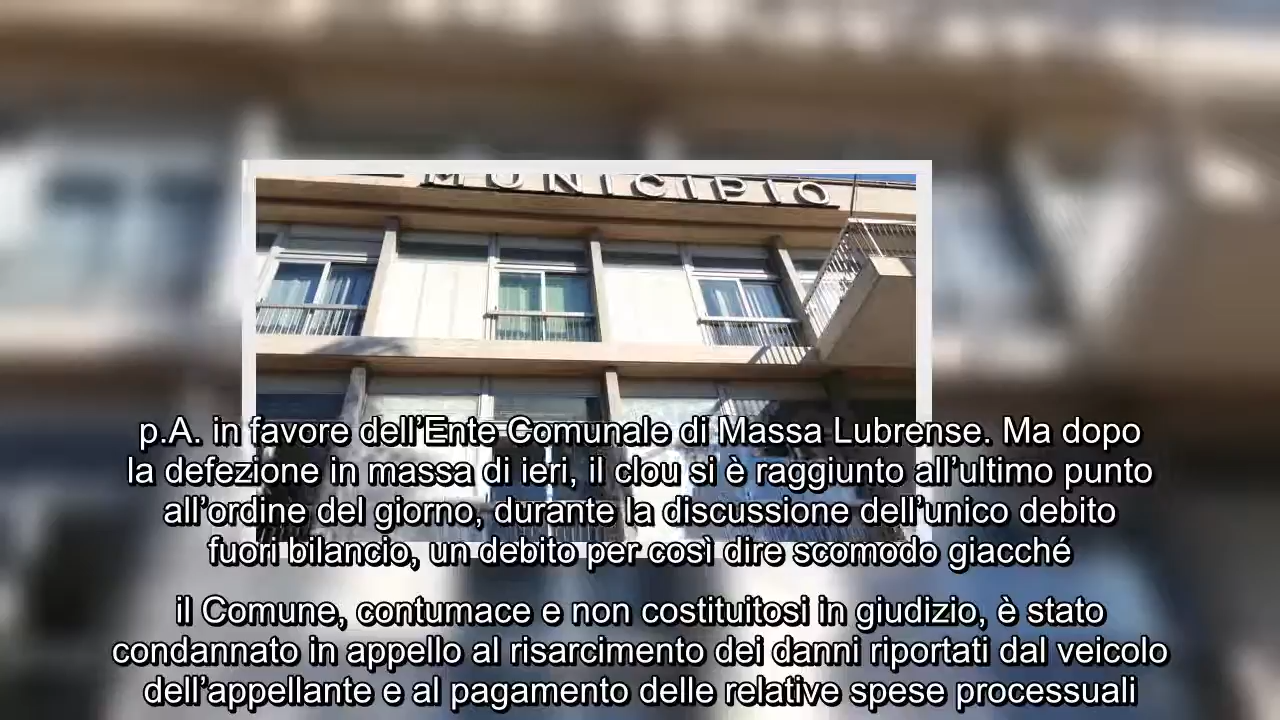 MUNICIPIO
p.A. in favore dell’Ente Comunale di Massa Lubrense. Ma dopo
la defezione in massa di ieri, il clou si è raggiunto all’ultimo punto
all’ordine del giorno, durante la discussione dell’unico debito
fuori bilancio, un debito per così dire scomodo giacché
il Comune, contumace e non costituitosi in giudizio, è stato
condannato in appello al risarcimento dei danni riportati dal veicolo
dell’appellante e al pagamento delle relative spese processuali